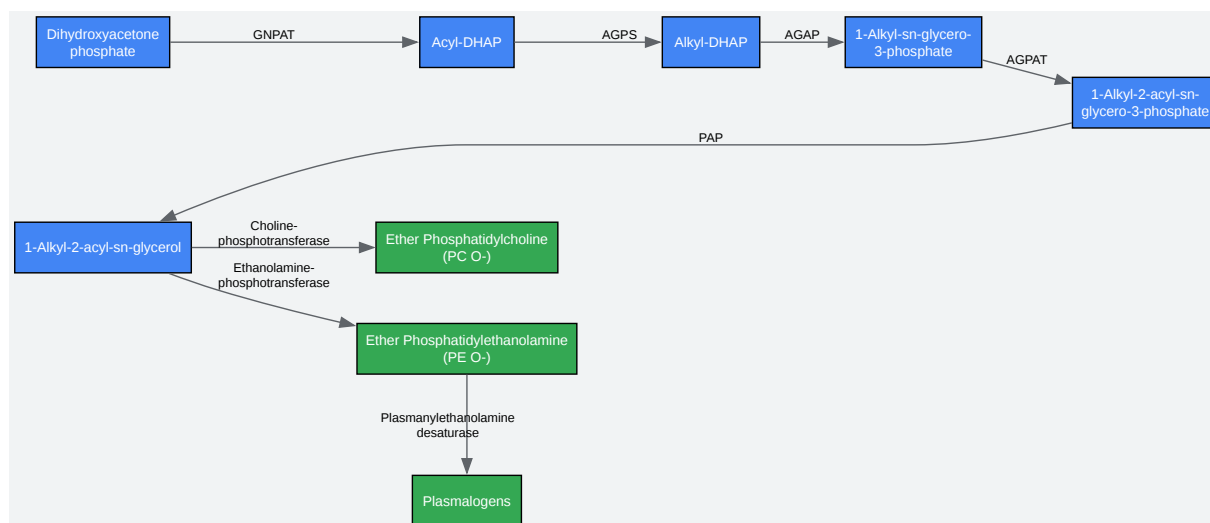 Dihydroxyacetone
phosphate
GNPAT
Acyl-DHAP
AGPS
Alkyl-DHAP
AGAP
1-Alkyl-sn-glycero-
3-phosphate
AGPAT
1-Alkyl-2-acyl-sn-
glycero-3-phosphate
PAP
1-Alkyl-2-acyl-sn-glycerol
Choline-
phosphotransferase
Ether Phosphatidylcholine
(PC O-)
Ethanolamine-
phosphotransferase
Ether Phosphatidylethanolamine
(PE O-)
Plasmanylethanolamine
desaturase
Plasmalogens